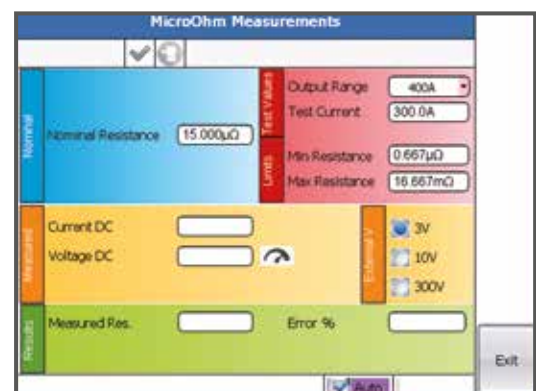 MicroOhm Measurements
Nominal
Nominal Resistance 15.000µΩ
Test Values
Output Range 400A
Test Current 300.0A
Limits
Min Resistance 0.667µΩ
Max Resistance 16.667mΩ
Measured
Current DC
Voltage DC
External V
3V
10V
300V
Results
Measured Res.
Error %
Auto
Exit